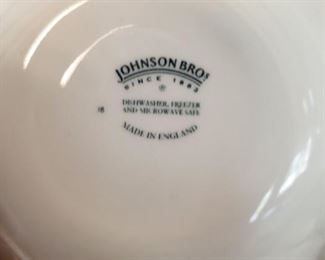 JOHNSON BROS
SINCE 1883
DISHWASHER, FREEZER
AND MICROWAVE SAFE
MADE IN ENGLAND